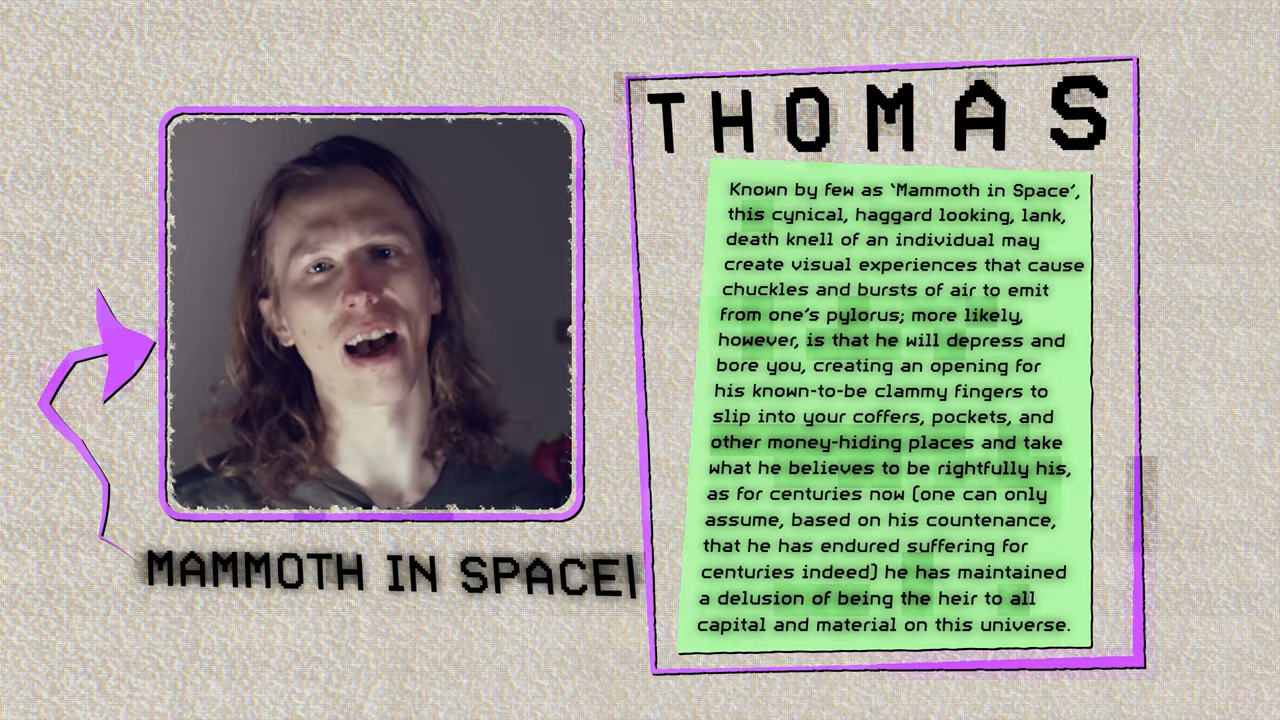 THOMAS
Known by few as ‘Mammoth in Space’,
this cynical, haggard looking, lank,
death knell of an individual may
create visual experiences that cause
chuckles and bursts of air to emit
from one’s pylorus; more likely,
however, is that he will depress and
bore you, creating an opening for
his known-to-be clammy fingers to
slip into your coffers, pockets, and
other money-hiding places and take
what he believes to be rightfully his,
as for centuries now (one can only
assume, based on his countenance,
that he has endured suffering for
centuries indeed) he has maintained
a delusion of being the heir to all
capital and material on this universe.
MAMMOTH IN SPACE|